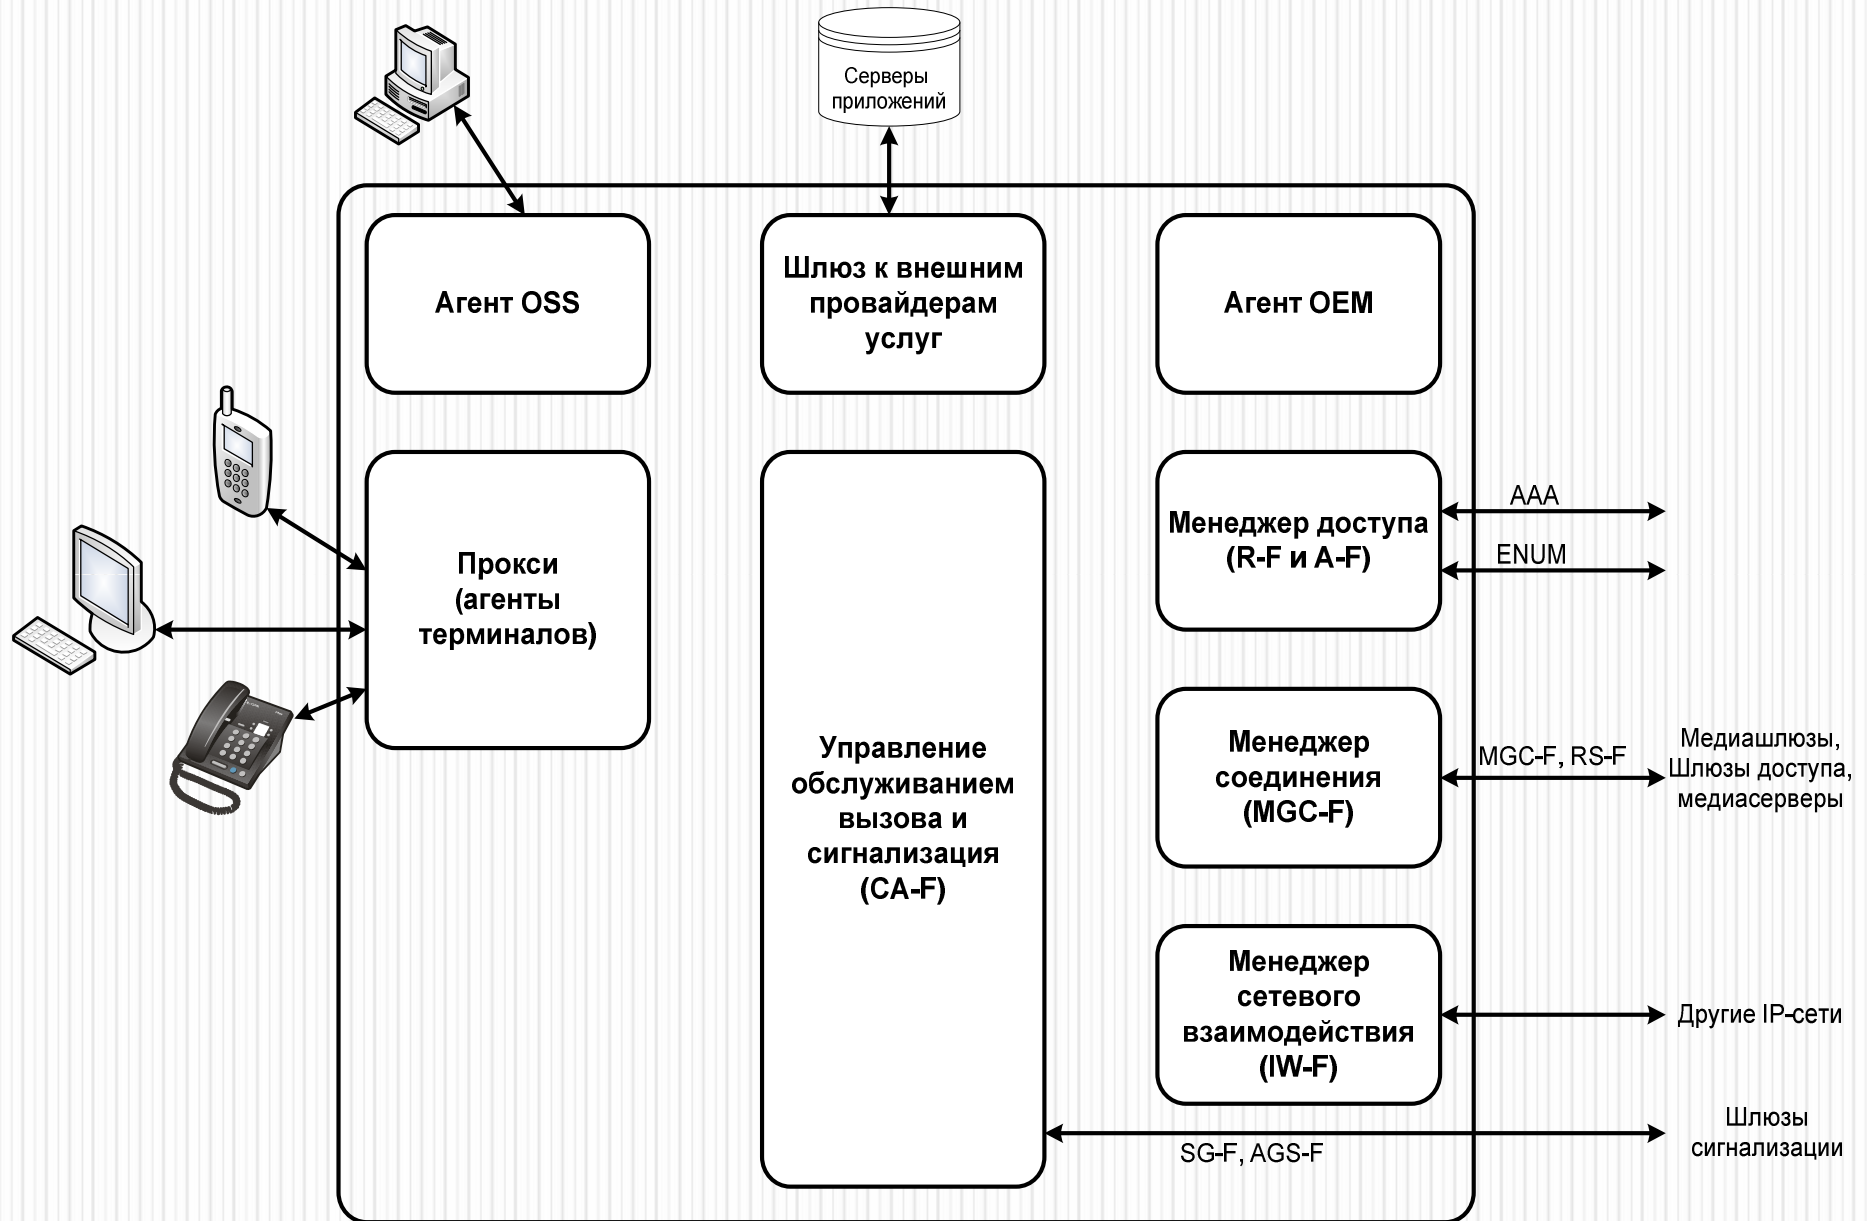 Серверы
приложений
Агент OSS
Шлюз к внешним
провайдерам
услуг
Агент OEM
Прокси
(агенты
терминалов)
Управление
обслуживанием
вызова и
сигнализация
(CA-F)
Менеджер доступа
(R-F и A-F)
AAA
ENUM
Менеджер
соединения
(MGC-F)
MGC-F, RS-F
Медиашлюзы,
Шлюзы доступа,
медиасерверы
Менеджер
сетевого
взаимодействия
(IW-F)
Другие IP-сети
SG-F, AGS-F
Шлюзы
сигнализации